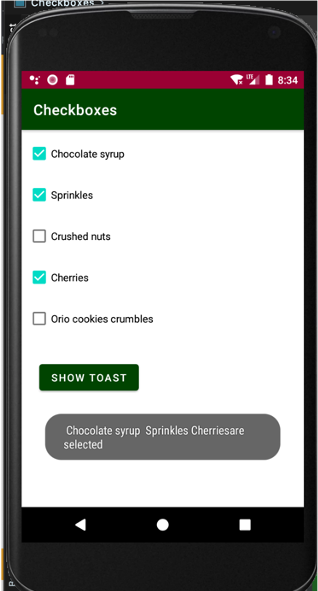 Checkboxes
8:34
Checkboxes
Chocolate syrup
Sprinkles
Crushed nuts
Cherries
Orio cookies crumbles
SHOW TOAST
Chocolate syrup  Sprinkles Cherriesare
selected